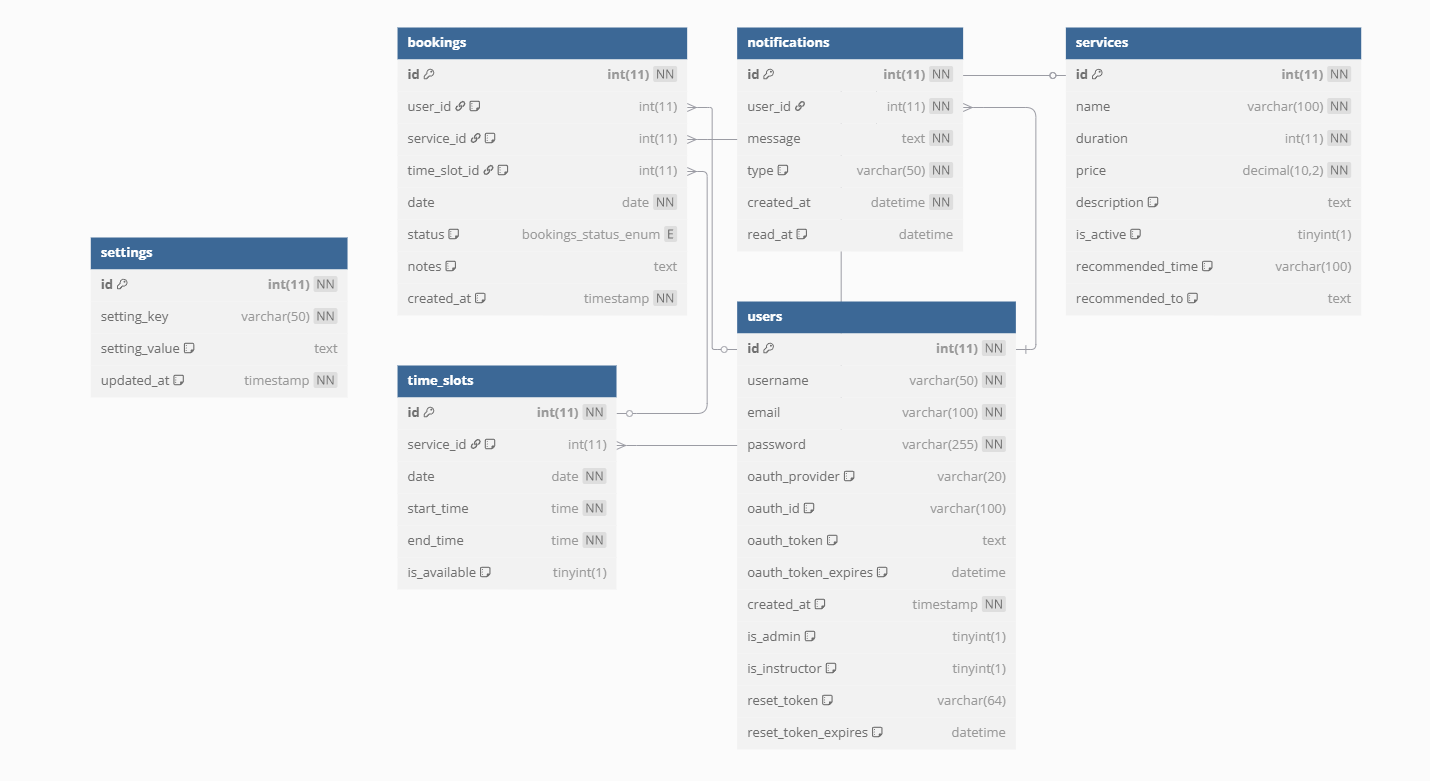 bookings
id int(11) NN
user_id int(11)
service_id int(11)
time_slot_id int(11)
date date NN
status bookings_status_enum E
notes text
created_at timestamp NN
notifications
id int(11) NN
user_id int(11) NN
message text NN
type varchar(50) NN
created_at datetime NN
read_at datetime
services
id int(11) NN
name varchar(100) NN
duration int(11) NN
price decimal(10,2) NN
description text
is_active tinyint(1)
recommended_time varchar(100)
recommended_to text
settings
id int(11) NN
setting_key varchar(50) NN
setting_value text
updated_at timestamp NN
time_slots
id int(11) NN
service_id int(11)
date date NN
start_time time NN
end_time time NN
is_available tinyint(1)
users
id int(11) NN
username varchar(50) NN
email varchar(100) NN
password varchar(255) NN
oauth_provider varchar(20)
oauth_id varchar(100)
oauth_token text
oauth_token_expires datetime
created_at timestamp NN
is_admin tinyint(1)
is_instructor tinyint(1)
reset_token varchar(64)
reset_token_expires datetime